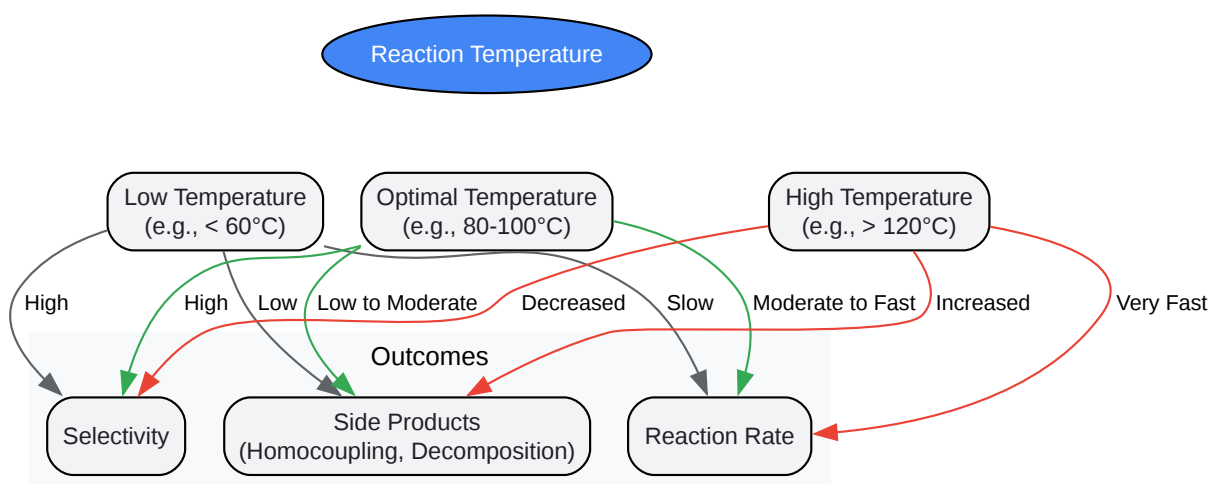 Reaction Temperature
Low Temperature
(e.g., < 60°C)
Optimal Temperature
(e.g., 80-100°C)
High Temperature
(e.g., > 120°C)
High
High
Low
Low to Moderate
Decreased
Slow
Moderate to Fast
Increased
Very Fast
Outcomes
Selectivity
Side Products
(Homocoupling, Decomposition)
Reaction Rate